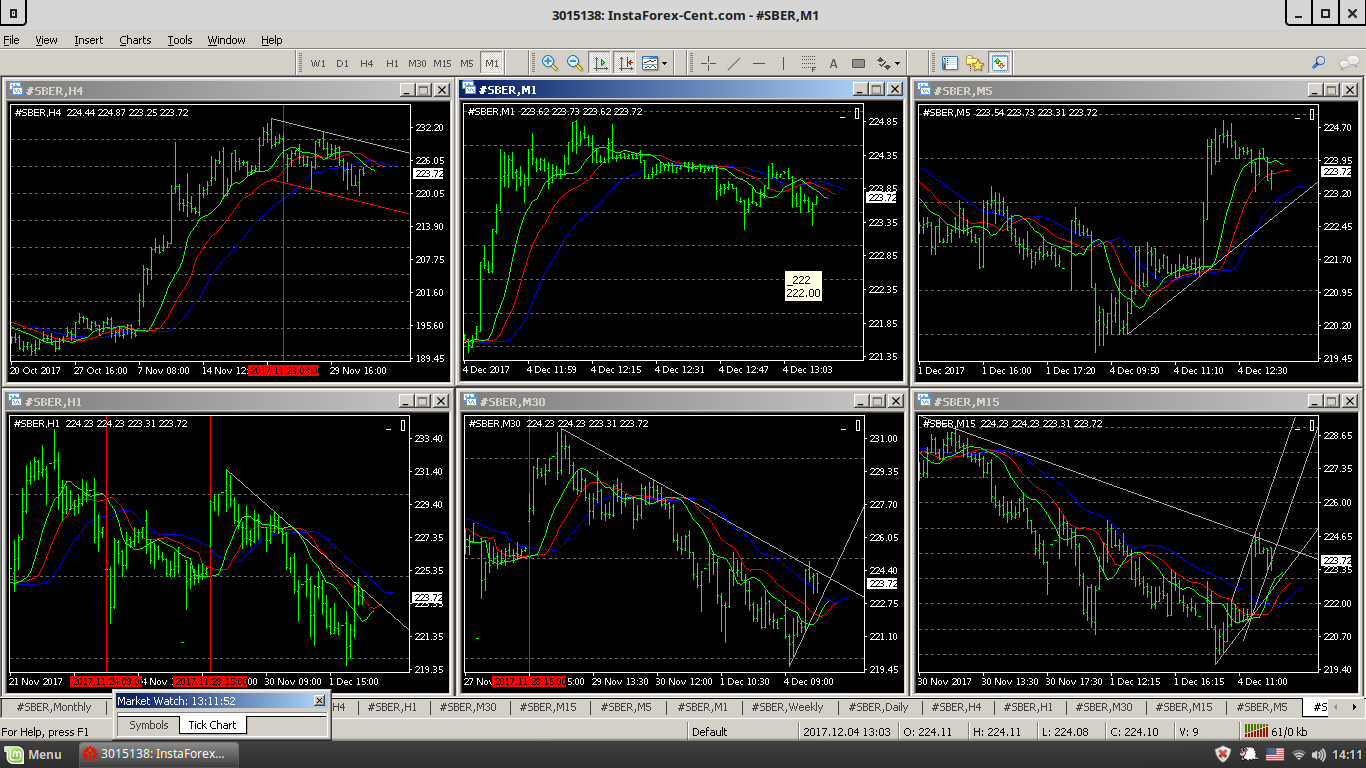 3015138: InstaForex-Cent.com - #SBER,M1
File View Insert Charts Tools Window Help
W1 D1 H4 H1 M30 M15 M5 M1
A
#SBER,H4
#SBER,H4 224.44 224.87 223.25 223.72
232.20
226.05
223.72
220.05
213.90
207.75
201.60
195.60
189.45
20 Oct 2017 27 Oct 16:00 7 Nov 08:00 14 Nov 12: 2017.11.23 08:00 29 Nov 16:00
#SBER,M1
#SBER,M1 223.62 223.73 223.62 223.72
224.85
224.35
223.85
223.72
223.35
222.85
222.35
221.85
221.35
_222
222.00
4 Dec 2017 4 Dec 11:59 4 Dec 12:15 4 Dec 12:31 4 Dec 12:47 4 Dec 13:03
#SBER,M5
#SBER,M5 223.54 223.73 223.31 223.72
224.70
223.95
223.72
222.45
221.70
220.95
220.20
219.45
1 Dec 2017 1 Dec 16:00 1 Dec 17:20 4 Dec 09:50 4 Dec 11:10 4 Dec 12:30
#SBER,H1
#SBER,H1 224.23 224.23 223.31 223.72
233.40
231.40
229.40
227.35
225.35
223.72
221.35
219.35
21 Nov 2017 2017.11.24 08:00 4 Nov 2017.11.28 15:00 :00 30 Nov 09:00 1 Dec 15:00
#SBER,M30
#SBER,M30 224.23 224.23 223.31 223.72
231.00
229.35
227.70
226.05
224.40
223.72
222.75
221.10
219.45
27 Nov 2017.11.28 15:00 5:00 29 Nov 13:30 30 Nov 12:00 1 Dec 10:30 4 Dec 09:00
#SBER,M15
#SBER,M15 224.23 224.23 223.31 223.72
228.65
227.35
226.00
224.65
223.72
223.35
222.00
220.70
219.40
30 Nov 2017 30 Nov 13:30 1 Dec 12:15 1 Dec 16:15 4 Dec 11:00
Market Watch: 13:11:52
Symbols Tick Chart
#SBER,Monthly H4 #SBER,H1 #SBER,M30 #SBER,M15 #SBER,M5 #SBER,M1 #SBER,Weekly #SBER,Daily #SBER,H4 #SBER,H1 #SBER,M30 #SBER,M15 #SBER,M5 #S
For Help, press F1 Default 2017.12.04 13:03 O: 224.11 H: 224.11 L: 224.08 C: 224.10 V: 9 61/0 kb
Menu 3015138: InstaForex... 14:11